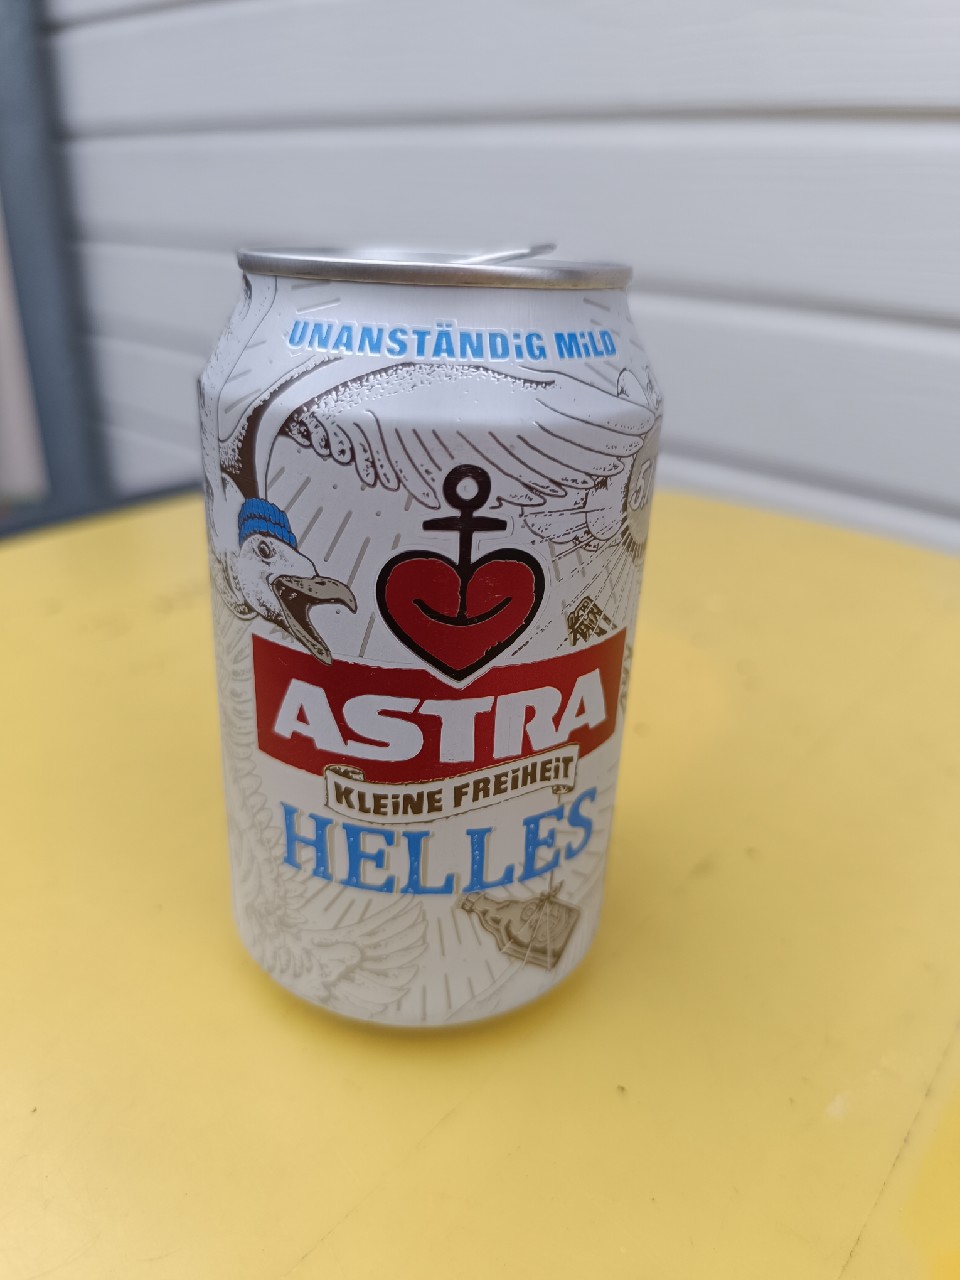 UNANSTÄNDiG MiLD
ASTRA
KLEiNE FREiHEiT
HELLES